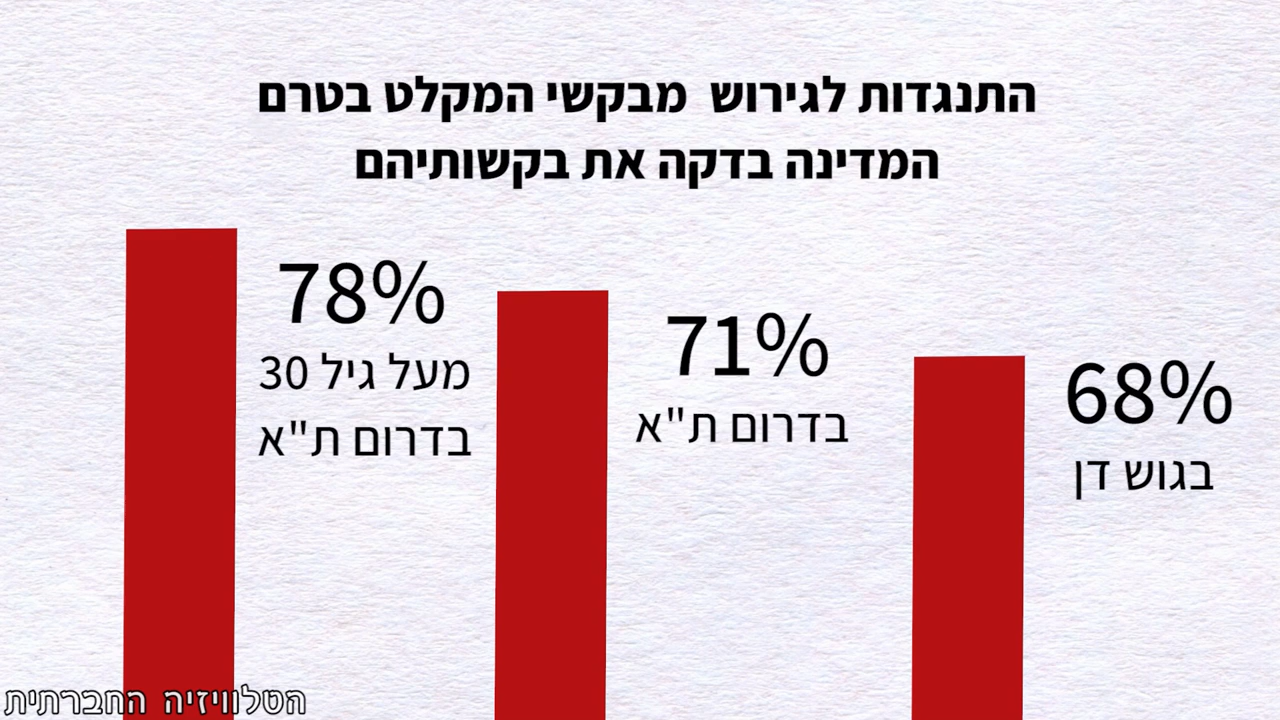 התנגדות לגירוש מבקשי המקלט בטרם
המדינה בדקה את בקשותיהם
68%
בגוש דן
71%
בדרום ת"א
78%
מעל גיל 30
בדרום ת"א
הטלוויזיה החברתית